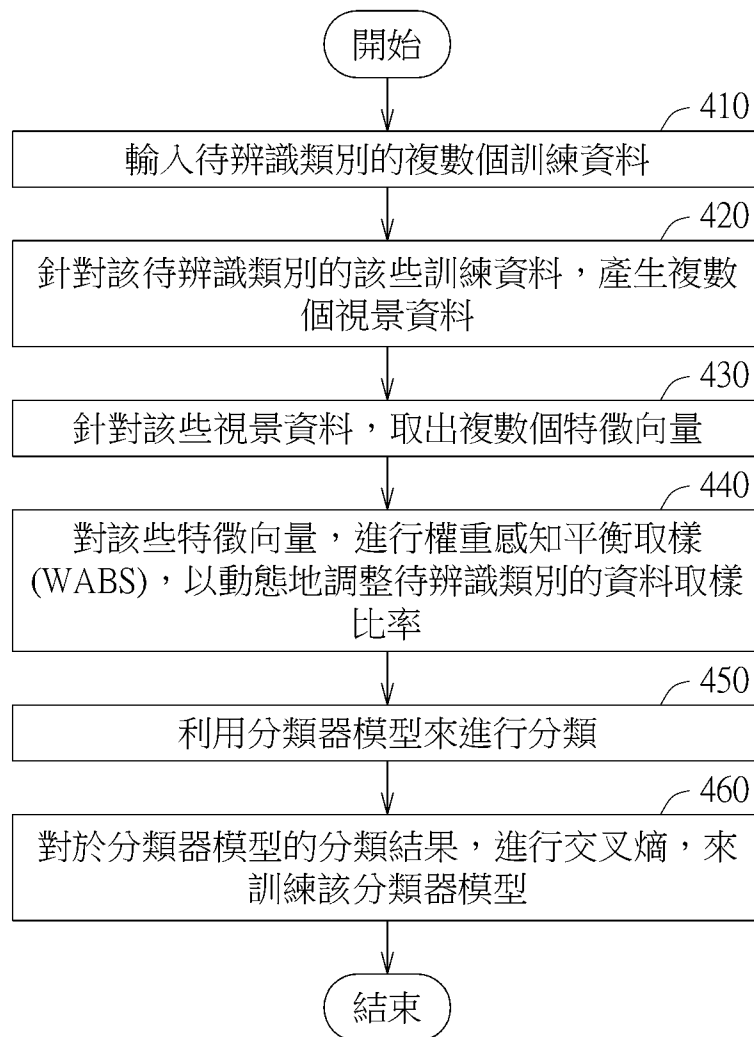 開始
410
輸入待辨識類別的複數個訓練資料
420
針對該待辨識類別的該些訓練資料，產生複數
個視景資料
430
針對該些視景資料，取出複數個特徵向量
440
對該些特徵向量，進行權重感知平衡取樣
(WABS)，以動態地調整待辨識類別的資料取樣
比率
450
利用分類器模型來進行分類
460
對於分類器模型的分類結果，進行交叉熵，來
訓練該分類器模型
結束